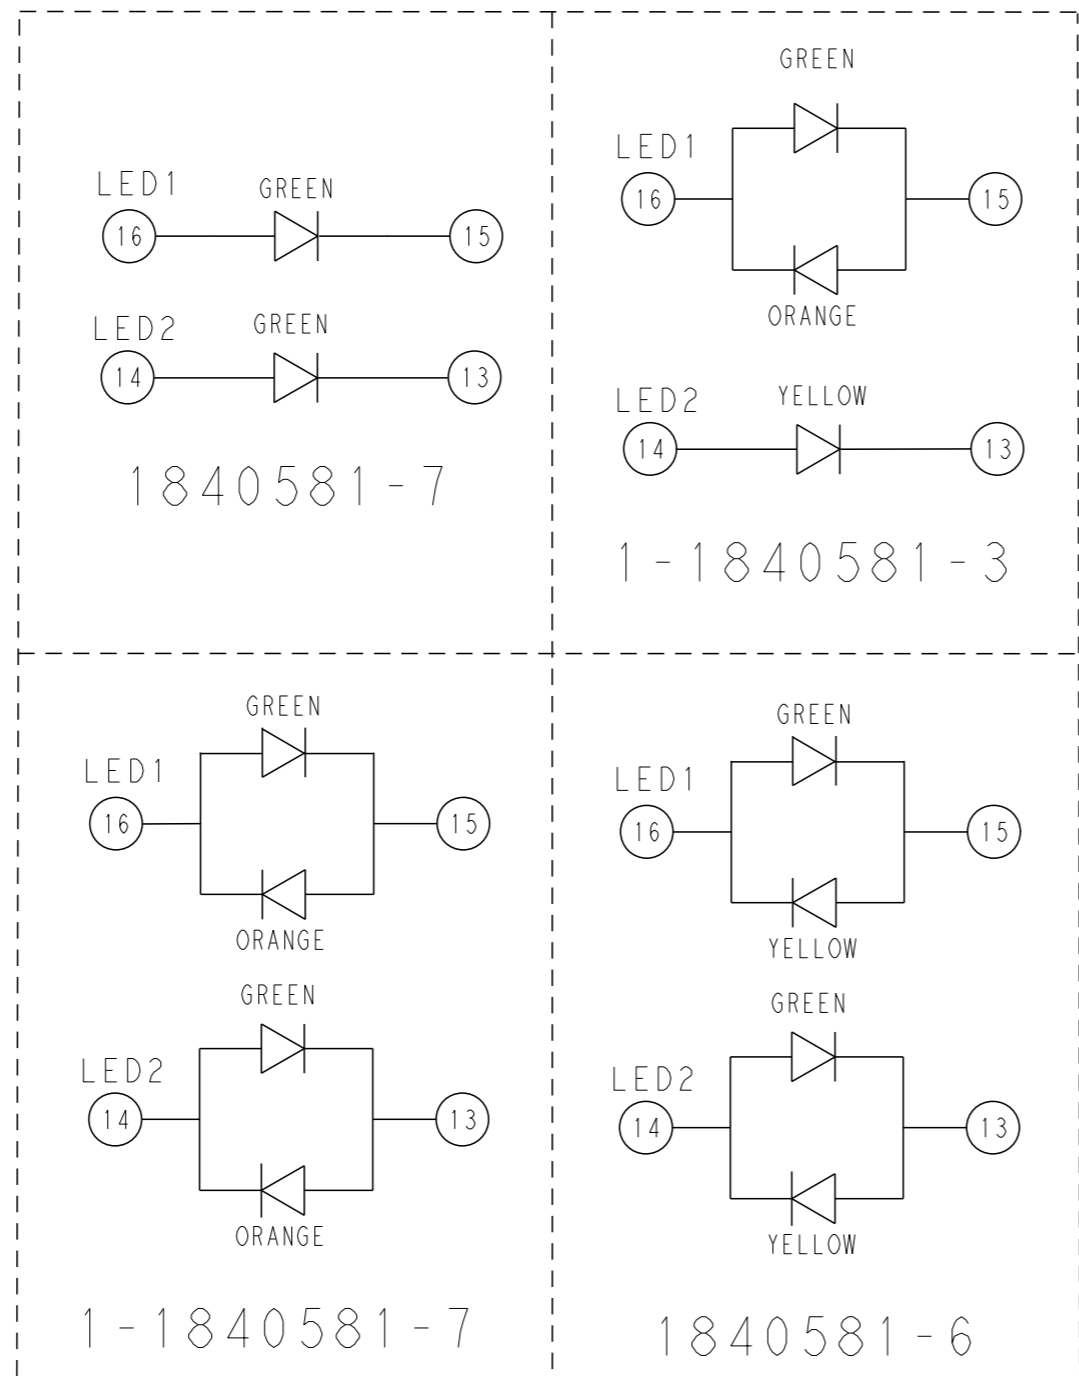 LED1
GREEN
16
15
LED2
GREEN
14
13
1840581-7
GREEN
LED1
16
15
ORANGE
LED2
YELLOW
14
13
1-1840581-3
GREEN
LED1
16
15
ORANGE
GREEN
LED2
14
13
ORANGE
1-1840581-7
GREEN
LED1
16
15
YELLOW
GREEN
LED2
14
13
YELLOW
1840581-6